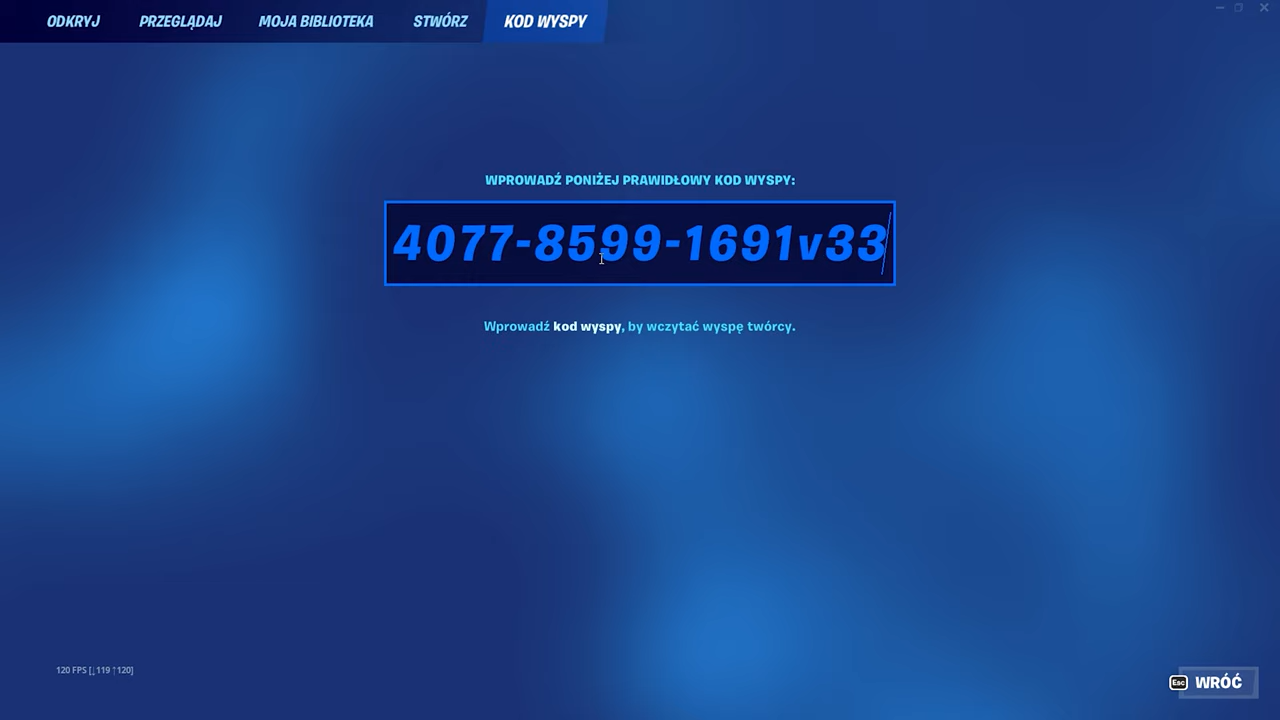 ODKRYJ PRZEGLĄDAJ MOJA BIBLIOTEKA STWÓRZ KOD WYSPY
WPROWADŹ PONIŻEJ PRAWIDŁOWY KOD WYSPY:
4077-8599-1691v33
Wprowadź kod wyspy, by wczytać wyspę twórcy.
120 FPS [↓119 ↑120]
Esc WRÓĆ